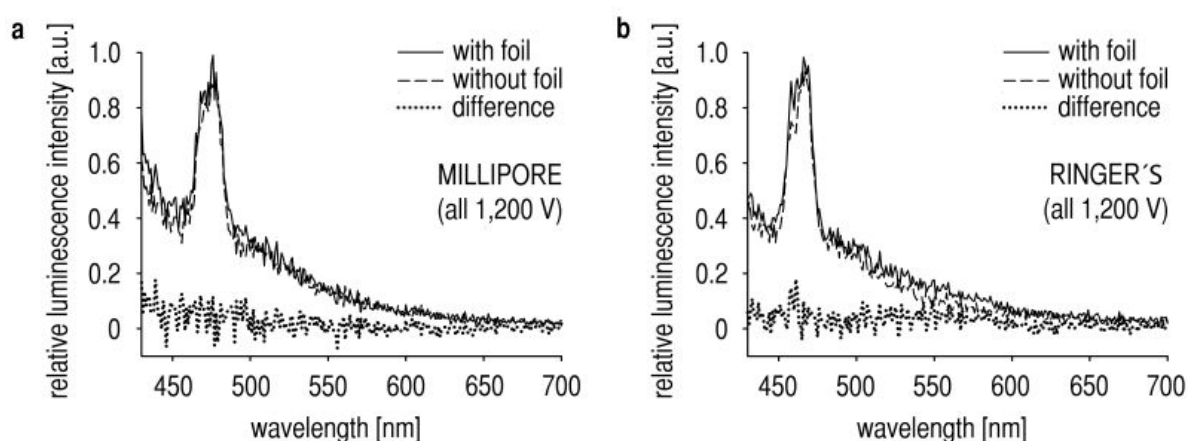 a
relative luminescence intensity [a.u.]
1.0
0.8
0.6
0.4
0.2
0
with foil
without foil
difference
MILLIPORE
(all 1,200 V)
450 500 550 600 650 700
wavelength [nm]
b
relative luminescence intensity [a.u.]
1.0
0.8
0.6
0.4
0.2
0
with foil
without foil
difference
RINGER´S
(all 1,200 V)
450 500 550 600 650 700
wavelength [nm]